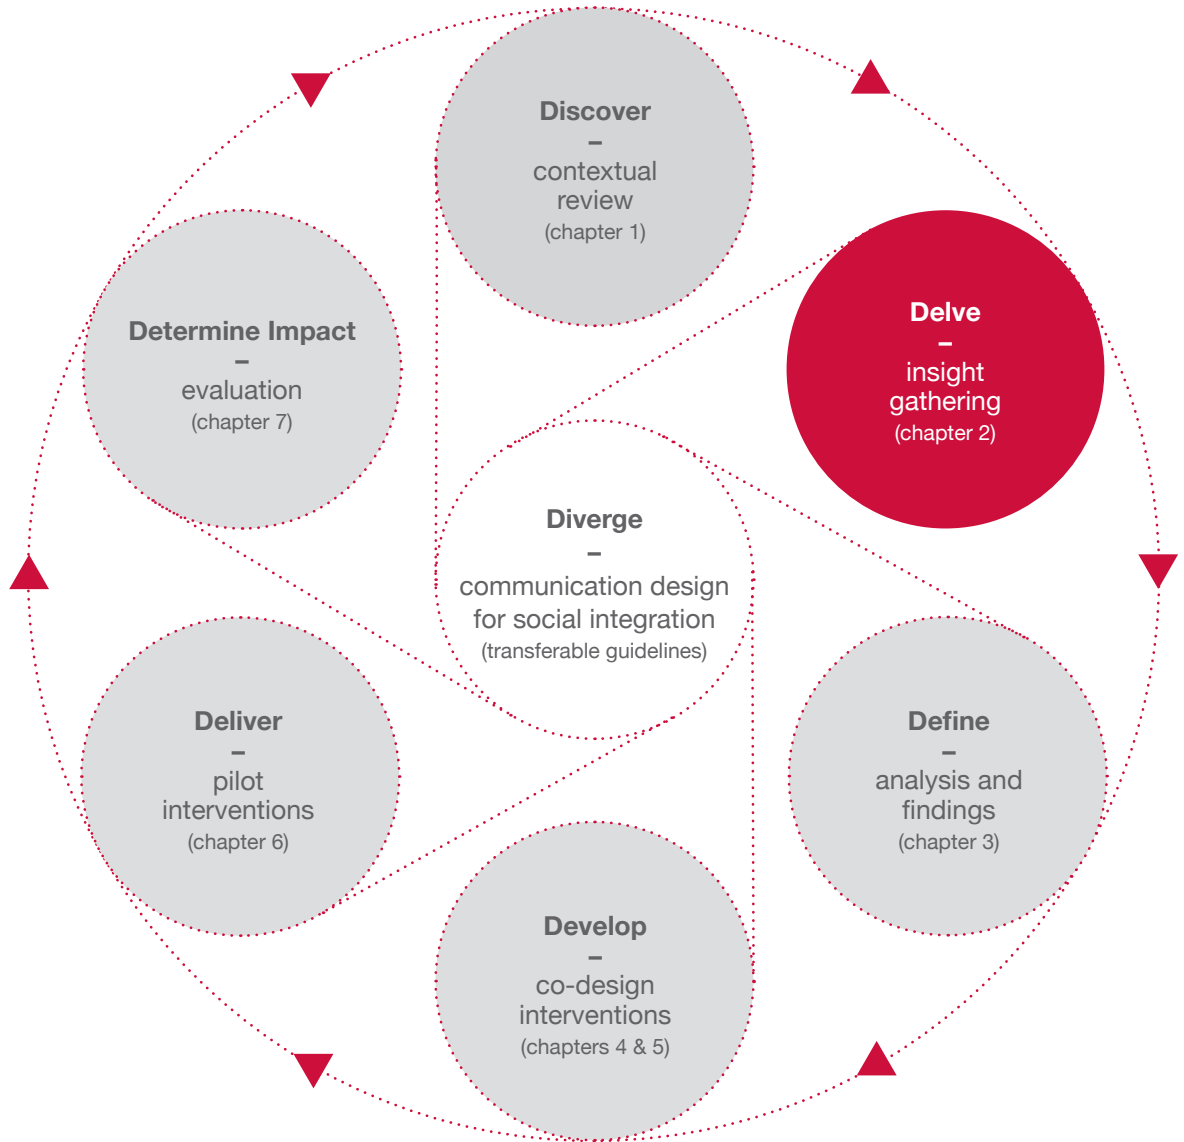 Discover
–
contextual
review
(chapter 1)
Delve
–
insight
gathering
(chapter 2)
Define
–
analysis and
findings
(chapter 3)
Develop
–
co-design
interventions
(chapters 4 & 5)
Deliver
–
pilot
interventions
(chapter 6)
Determine Impact
–
evaluation
(chapter 7)
Diverge
–
communication design
for social integration
(transferable guidelines)